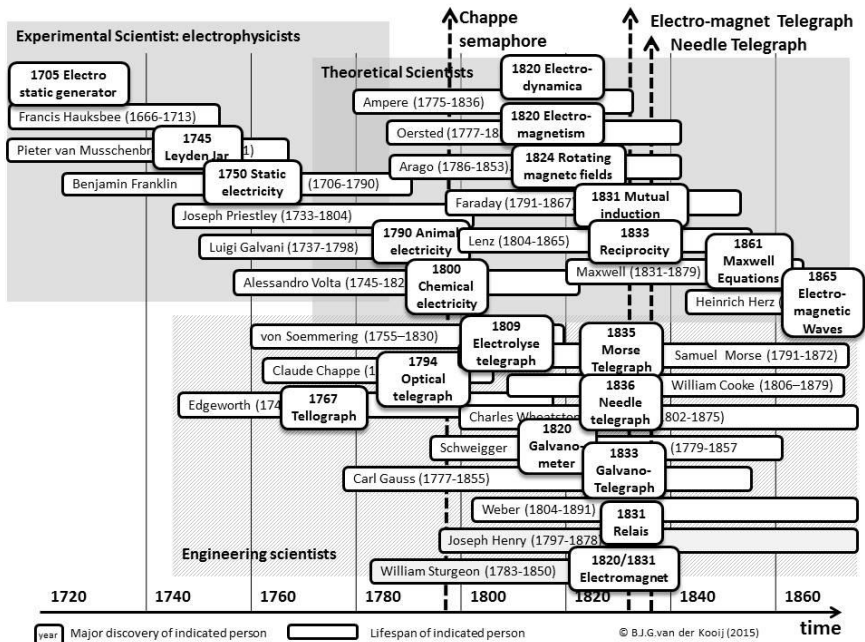 Chappe
semaphore
Electro-magnet Telegraph
Needle Telegraph
Experimental Scientist: electrophysicists
Theoretical Scientists
1705 Electro
static generator
Francis Hauksbee (1666-1713)
1745
Leyden Jar
Pieter van Musschenbr 1)
1750 Static
electricity
Benjamin Franklin (1706-1790)
Joseph Priestley (1733-1804)
1790 Animal
electricity
Luigi Galvani (1737-1798)
1800
Chemical
electricity
Alessandro Volta (1745-182
1820 Electro-
dynamica
Ampere (1775-1836)
1820 Electro-
magnetism
Oersted (1777-18
1824 Rotating
magnetc fields
Arago (1786-1853)
1831 Mutual
induction
Faraday (1791-1867)
1833
Reciprocity
Lenz (1804-1865)
1861
Maxwell
Equations
Maxwell (1831-1879)
1865
Electro-
magnetic
Waves
Heinrich Herz (
1809
Electrolyse
telegraph
von Soemmering (1755–1830)
1835
Morse
Telegraph
Samuel Morse (1791-1872)
1794
Optical
telegraph
Claude Chappe (1
1836
Needle
telegraph
William Cooke (1806–1879)
1767
Tellograph
Edgeworth (174
Charles Wheatston 802-1875)
1820
Galvano-
meter
Schweigger (1779-1857
1833
Galvano-
Telegraph
Carl Gauss (1777-1855)
Weber (1804-1891)
1831
Relais
Joseph Henry (1797-1878)
Engineering scientists
1820/1831
Electromagnet
William Sturgeon (1783-1850)
1720 1740 1760 1780 1800 1820 1840 1860
time
year Major discovery of indicated person Lifespan of indicated person © B.J.G.van der Kooij (2015)